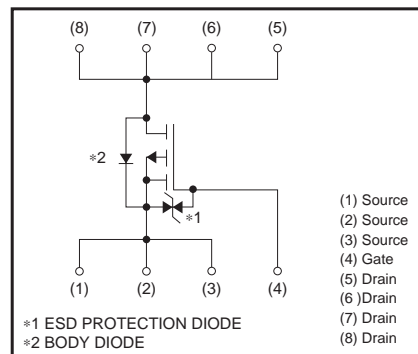 (8) (7) (6) (5)
∗2
∗1
(1) (2) (3) (4)
(1) Source
(2) Source
(3) Source
(4) Gate
(5) Drain
(6 )Drain
(7) Drain
(8) Drain
∗1 ESD PROTECTION DIODE
∗2 BODY DIODE